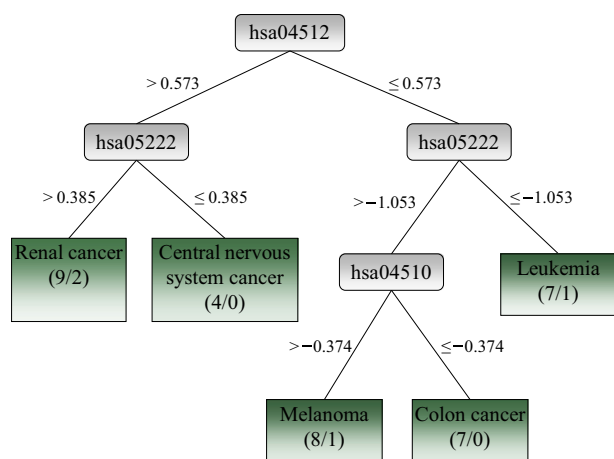 hsa04512
> 0.573
≤ 0.573
hsa05222
hsa05222
> 0.385
≤ 0.385
>−1.053
≤−1.053
Renal cancer
(9/2)
Central nervous
system cancer
(4/0)
hsa04510
Leukemia
(7/1)
>−0.374
≤−0.374
Melanoma
(8/1)
Colon cancer
(7/0)